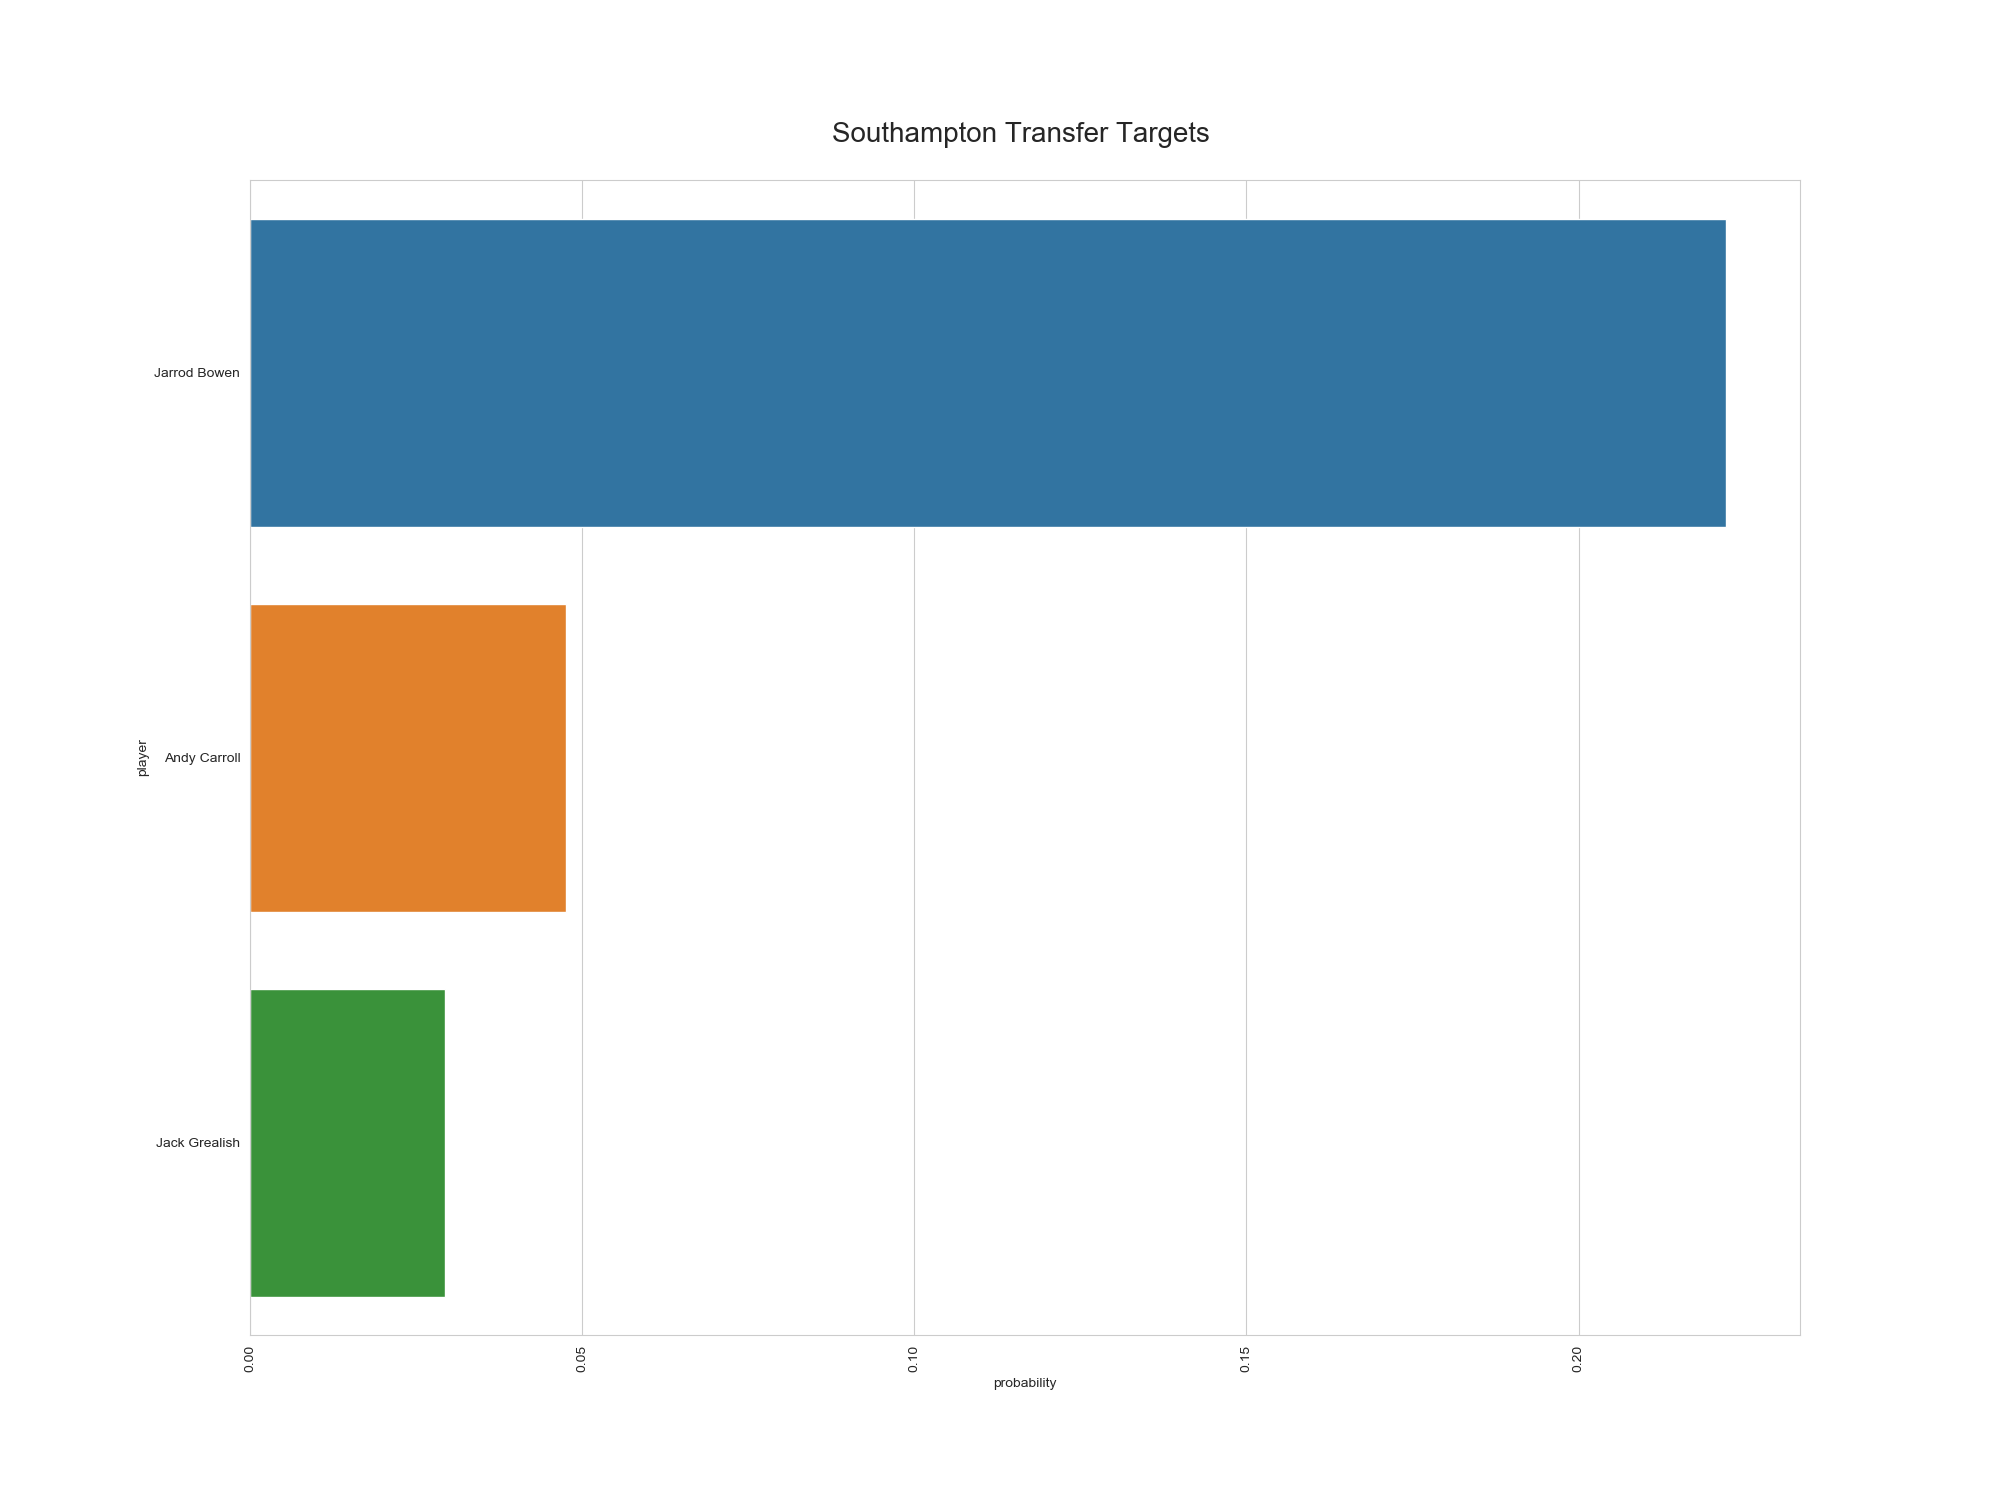 Southampton Transfer Targets
Jarrod Bowen
Andy Carroll
Jack Grealish
player
0.00
0.05
0.10
0.15
0.20
probability